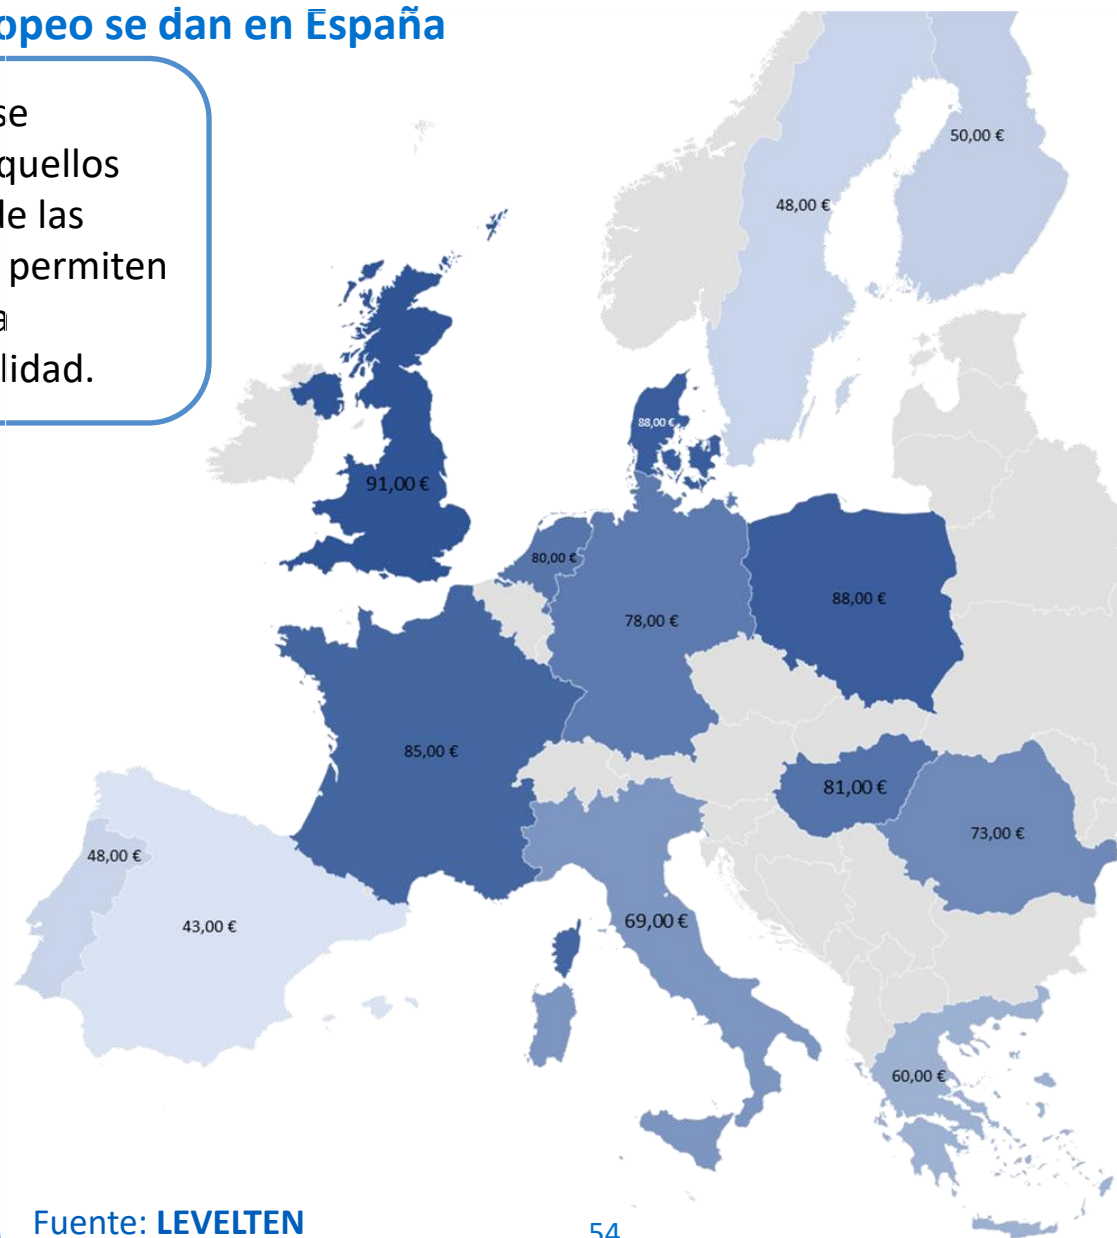 opeo se dan en España
se
quellos
de las
permiten
a
lidad.
50,00 €
48,00 €
88,00 €
91,00 €
80,00 €
88,00 €
78,00 €
85,00 €
81,00 €
73,00 €
48,00 €
43,00 €
69,00 €
60,00 €
Fuente: LEVELTEN
54